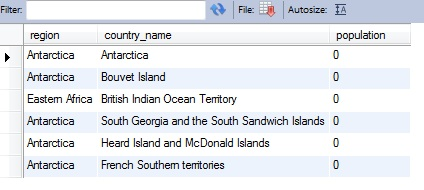 Filter: File: Autosize: A
region country_name population
Antarctica Antarctica 0
Antarctica Bouvet Island 0
Eastern Africa British Indian Ocean Territory 0
Antarctica South Georgia and the South Sandwich Islands 0
Antarctica Heard Island and McDonald Islands 0
Antarctica French Southern territories 0